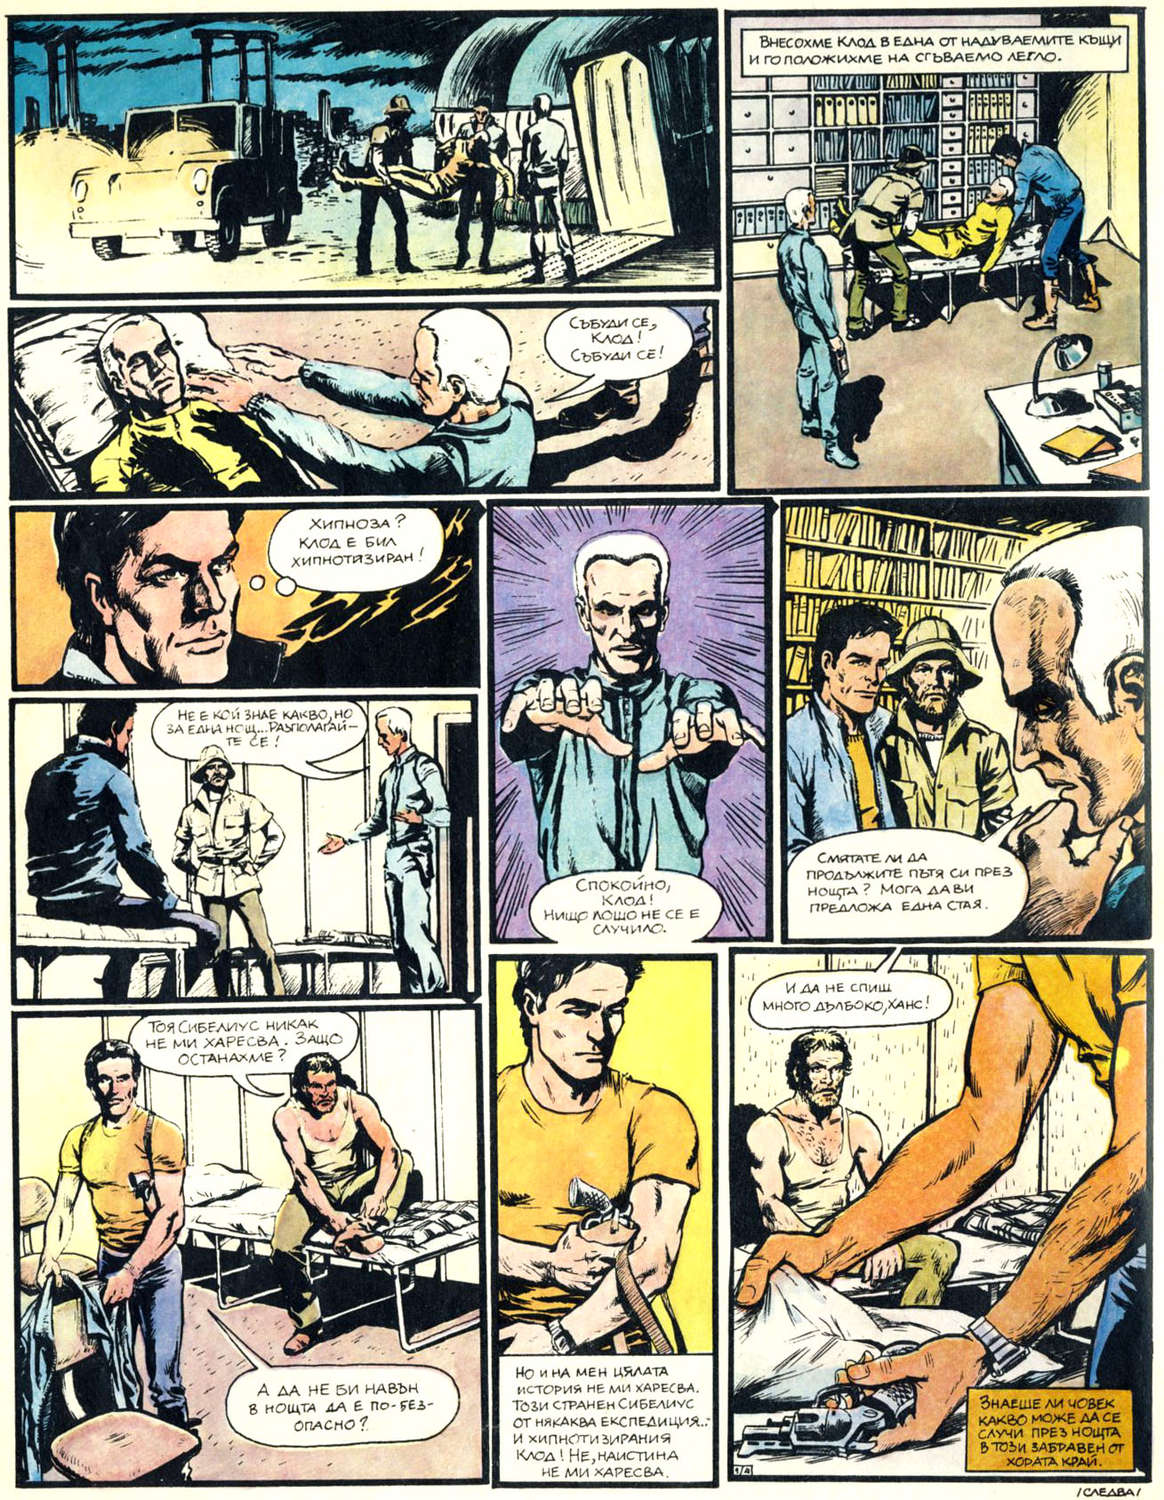 ВНЕСОХМЕ КЛОД В ЕДНА ОТ НАДУВАЕМИТЕ КЪЩИ
И ГО ПОЛОЖИХМЕ НА СГЪВАЕМО ЛЕГЛО.
СЪБУДИ СЕ,
КЛОД!
СЪБУДИ СЕ!
ХИПНОЗА?
КЛОД Е БИЛ
ХИПНОТИЗИРАН!
СПОКОЙНО,
КЛОД!
НИЩО ЛОШО НЕ СЕ Е
СЛУЧИЛО.
СМЯТАТЕ ЛИ ДА
ПРОДЪЛЖИТЕ ПЪТЯ СИ ПРЕЗ
НОЩТА? МОГА ДА ВИ
ПРЕДЛОЖА ЕДНА СТАЯ.
НЕ Е КОЙ ЗНАЕ КАКВО, НО
ЗА ЕДНА НОЩ... РАЗПОЛАГАЙ-
ТЕ СЕ!
ТОЯ СИБЕЛИУС НИКАК
НЕ МИ ХАРЕСВА. ЗАЩО
ОСТАНАХМЕ?
А ДА НЕ БИ НАВЪН
В НОЩТА ДА Е ПО-БЕЗ-
ОПАСНО?
НО И НА МЕН ЦЯЛАТА
ИСТОРИЯ НЕ МИ ХАРЕСВА.
ТОЗИ СТРАНЕН СИБЕЛИУС
ОТ НЯКАКВА ЕКСПЕДИЦИЯ...
И ХИПНОТИЗИРАНИЯ
КЛОД! НЕ, НАИСТИНА
НЕ МИ ХАРЕСВА.
И ДА НЕ СПИШ
МНОГО ДЪЛБОКО, ХАНС!
ЗНАЕШЕ ЛИ ЧОВЕК
КАКВО МОЖЕ ДА СЕ
СЛУЧИ ПРЕЗ НОЩТА
В ТОЗИ ЗАБРАВЕН ОТ
ХОРАТА КРАЙ.
1/4
/СЛЕДВА/